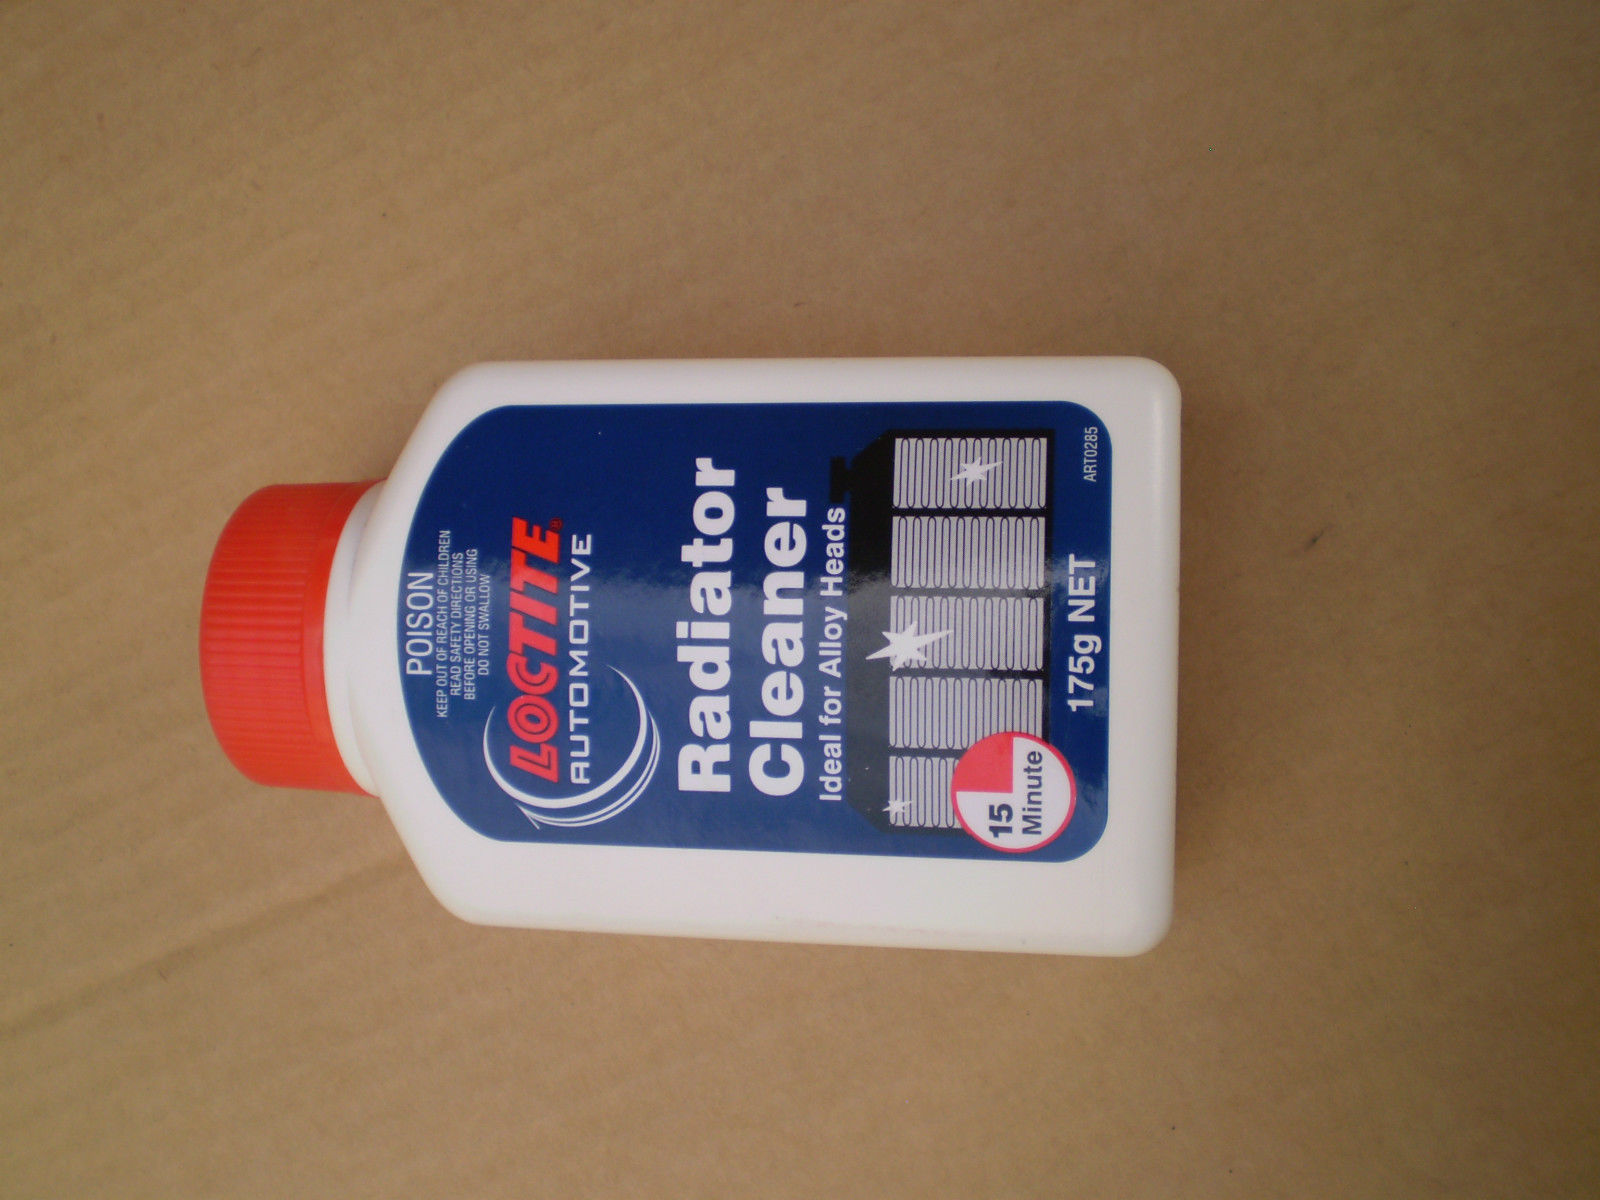 POISON
KEEP OUT OF REACH OF CHILDREN
READ SAFETY DIRECTIONS
BEFORE OPENING OR USING
DO NOT SWALLOW
LOCTITE®
AUTOMOTIVE
Radiator
Cleaner
Ideal for Alloy Heads
15
Minute
175g NET
ART0285